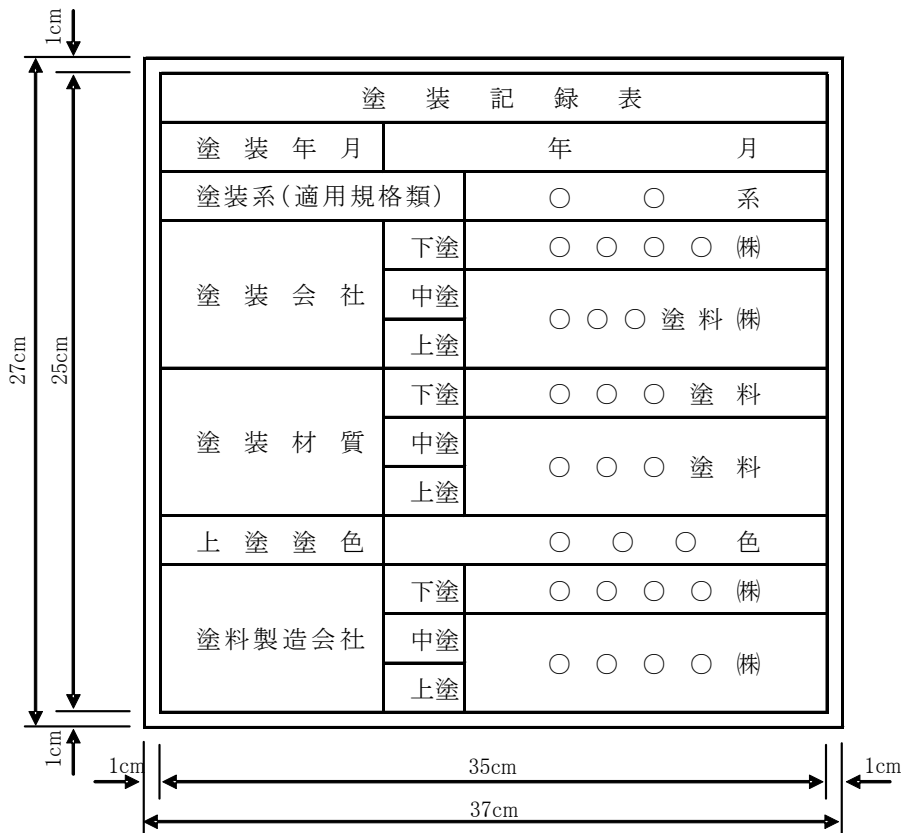 1cm
塗装記録表
塗装年月 年 月
塗装系(適用規格類) ○ ○ 系
塗装会社 下塗 ○ ○ ○ ○ ㈱
中塗
○ ○ ○ 塗 料 ㈱
上塗
塗装材質 下塗 ○ ○ ○ 塗 料
中塗
○ ○ ○ 塗 料
上塗
上塗塗色 ○ ○ ○ 色
塗料製造会社 下塗 ○ ○ ○ ○ ㈱
中塗
○ ○ ○ ○ ㈱
上塗
27cm
25cm
1cm
1cm
35cm
1cm
37cm